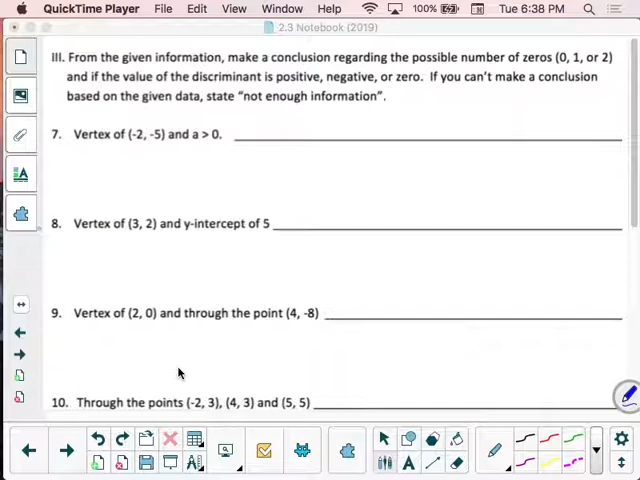 QuickTime Player File Edit View Window Help 100% Tue 6:38 PM
2.3 Notebook (2019)
III. From the given information, make a conclusion regarding the possible number of zeros (0, 1, or 2)
and if the value of the discriminant is positive, negative, or zero. If you can't make a conclusion
based on the given data, state "not enough information".
7. Vertex of (-2, -5) and a > 0.
8. Vertex of (3, 2) and y-intercept of 5
9. Vertex of (2, 0) and through the point (4, -8)
10. Through the points (-2, 3), (4, 3) and (5, 5)